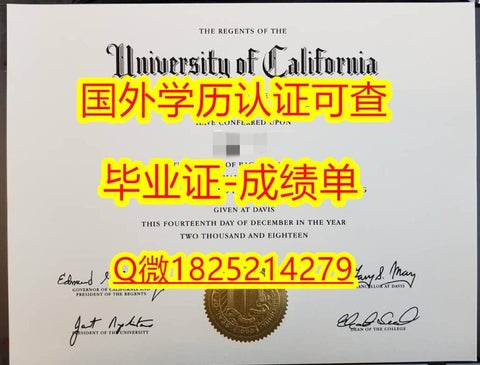 THE REGENTS OF THE
University of California
国外学历认证可查
HAVE CONFERRED UPON
毕业证-成绩单
GIVEN AT DAVIS
THIS FOURTEENTH DAY OF DECEMBER IN THE YEAR
TWO THOUSAND AND EIGHTEEN
Q微1825214279
GOVERNOR OF CALIFORNIA AND
PRESIDENT OF THE REGENTS
CHANCELLOR AT DAVIS
PRESIDENT OF THE UNIVERSITY
DEAN OF THE COLLEGE